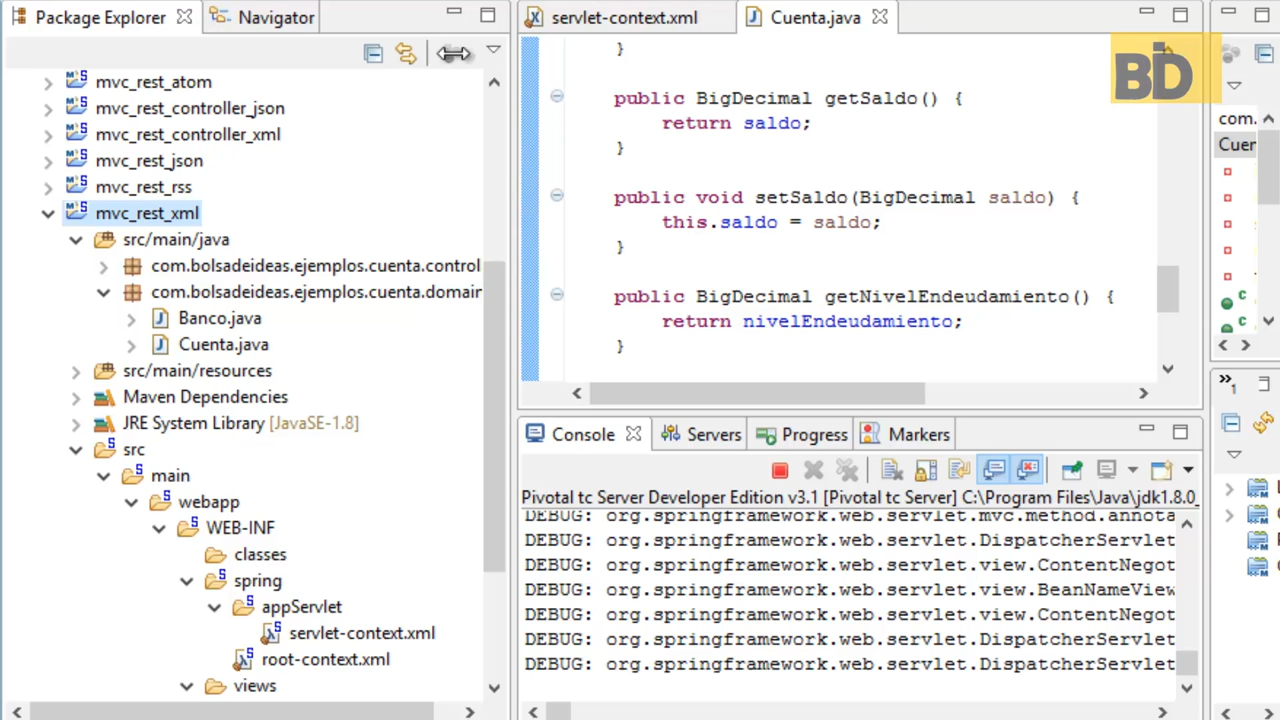 Package Explorer
Navigator
mvc_rest_atom
mvc_rest_controller_json
mvc_rest_controller_xml
mvc_rest_json
mvc_rest_rss
mvc_rest_xml
src/main/java
com.bolsadeideas.ejemplos.cuenta.control
com.bolsadeideas.ejemplos.cuenta.domain
Banco.java
Cuenta.java
src/main/resources
Maven Dependencies
JRE System Library [JavaSE-1.8]
src
main
webapp
WEB-INF
classes
spring
appServlet
servlet-context.xml
root-context.xml
views
servlet-context.xml
Cuenta.java
BD
}
public BigDecimal getSaldo() {
return saldo;
}
public void setSaldo(BigDecimal saldo) {
this.saldo = saldo;
}
public BigDecimal getNivelEndeudamiento() {
return nivelEndeudamiento;
}
com.
Cuer
Console
Servers
Progress
Markers
Pivotal tc Server Developer Edition v3.1 [Pivotal tc Server] C:\Program Files\Java\jdk1.8.0_
DEBUG: org.springframework.web.servlet.mvc.method.annota
DEBUG: org.springframework.web.servlet.DispatcherServlet
DEBUG: org.springframework.web.servlet.view.ContentNegot
DEBUG: org.springframework.web.servlet.view.BeanNameView
DEBUG: org.springframework.web.servlet.view.ContentNegot
DEBUG: org.springframework.web.servlet.DispatcherServlet
DEBUG: org.springframework.web.servlet.DispatcherServlet